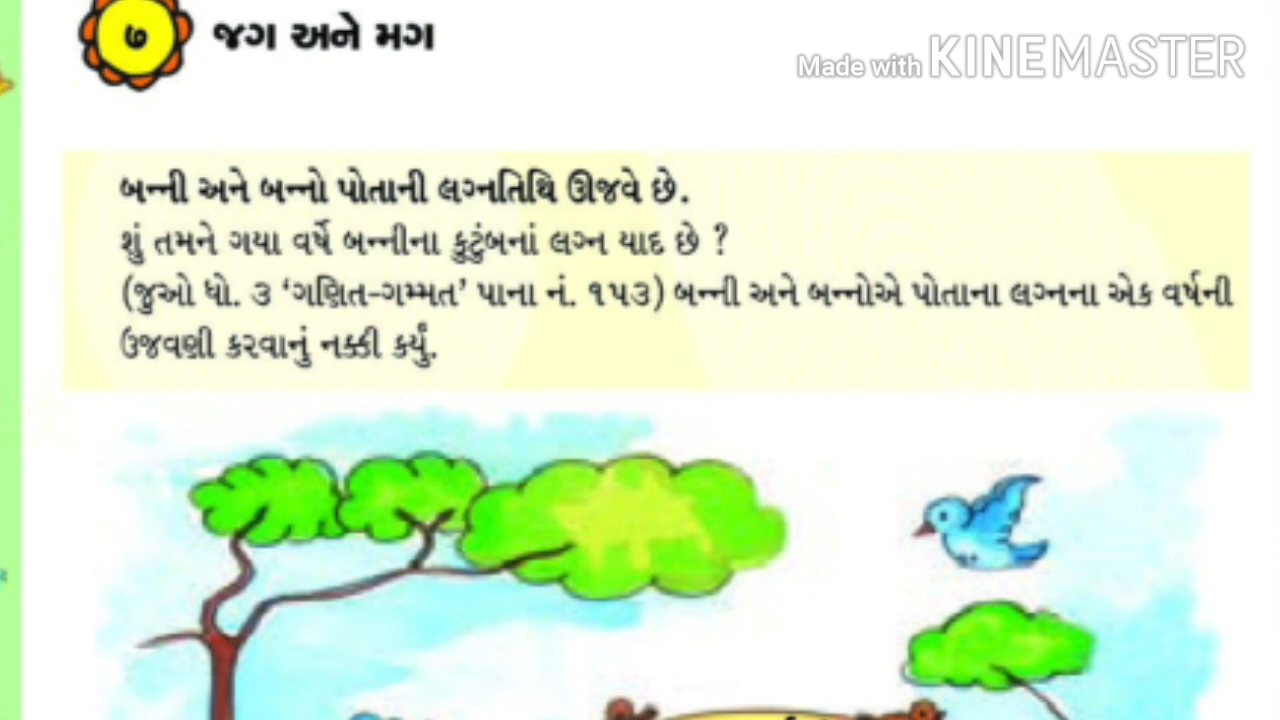 ૭ જગ અને મગ
Made with KINEMASTER
બન્ની અને બન્નો પોતાની લગ્નતિથિ ઊજવે છે.
શું તમને ગયા વર્ષે બન્નીના કુટુંબનાં લગ્ન યાદ છે ?
(જુઓ ધો. ૩ ‘ગણિત-ગમ્મત’ પાના નં. ૧૫૩) બન્ની અને બન્નોએ પોતાના લગ્નના એક વર્ષની
ઉજવણી કરવાનું નક્કી કર્યું.